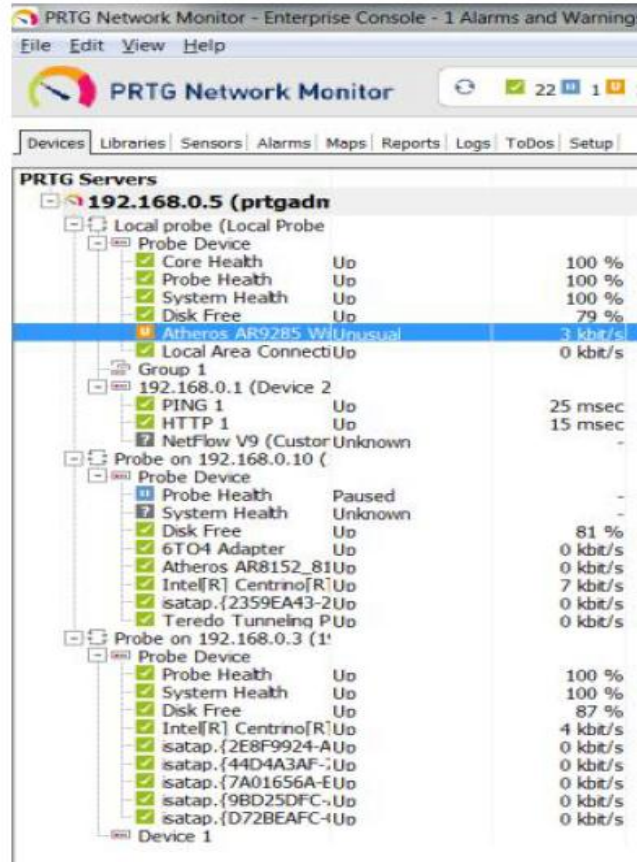 PRTG Network Monitor - Enterprise Console - 1 Alarms and Warning
File Edit View Help
PRTG Network Monitor 22 1
Devices Libraries Sensors Alarms Maps Reports Logs ToDos Setup
PRTG Servers
192.168.0.5 (prtgadm
Local probe (Local Probe
Probe Device
Core Health Up 100 %
Probe Health Up 100 %
System Health Up 100 %
Disk Free Up 79 %
U Atheros AR9285 Wi Unusual 3 kbit/s
Local Area Connecti Up 0 kbit/s
Group 1
192.168.0.1 (Device 2
PING 1 Up 25 msec
HTTP 1 Up 15 msec
? NetFlow V9 (Custor Unknown -
Probe on 192.168.0.10 (
Probe Device
Probe Health Paused -
? System Health Unknown -
Disk Free Up 81 %
6TO4 Adapter Up 0 kbit/s
Atheros AR8152_81 Up 0 kbit/s
Intel[R] Centrino[R] Up 7 kbit/s
isatap.{2359EA43-2 Up 0 kbit/s
Teredo Tunneling P Up 0 kbit/s
Probe on 192.168.0.3 (19
Probe Device
Probe Health Up 100 %
System Health Up 100 %
Disk Free Up 87 %
Intel[R] Centrino[R] Up 4 kbit/s
isatap.{2E8F9924-A Up 0 kbit/s
isatap.{44D4A3AF- Up 0 kbit/s
isatap.{7A01656A-E Up 0 kbit/s
isatap.{9BD25DFC- Up 0 kbit/s
isatap.{D72BEAFC- Up 0 kbit/s
Device 1